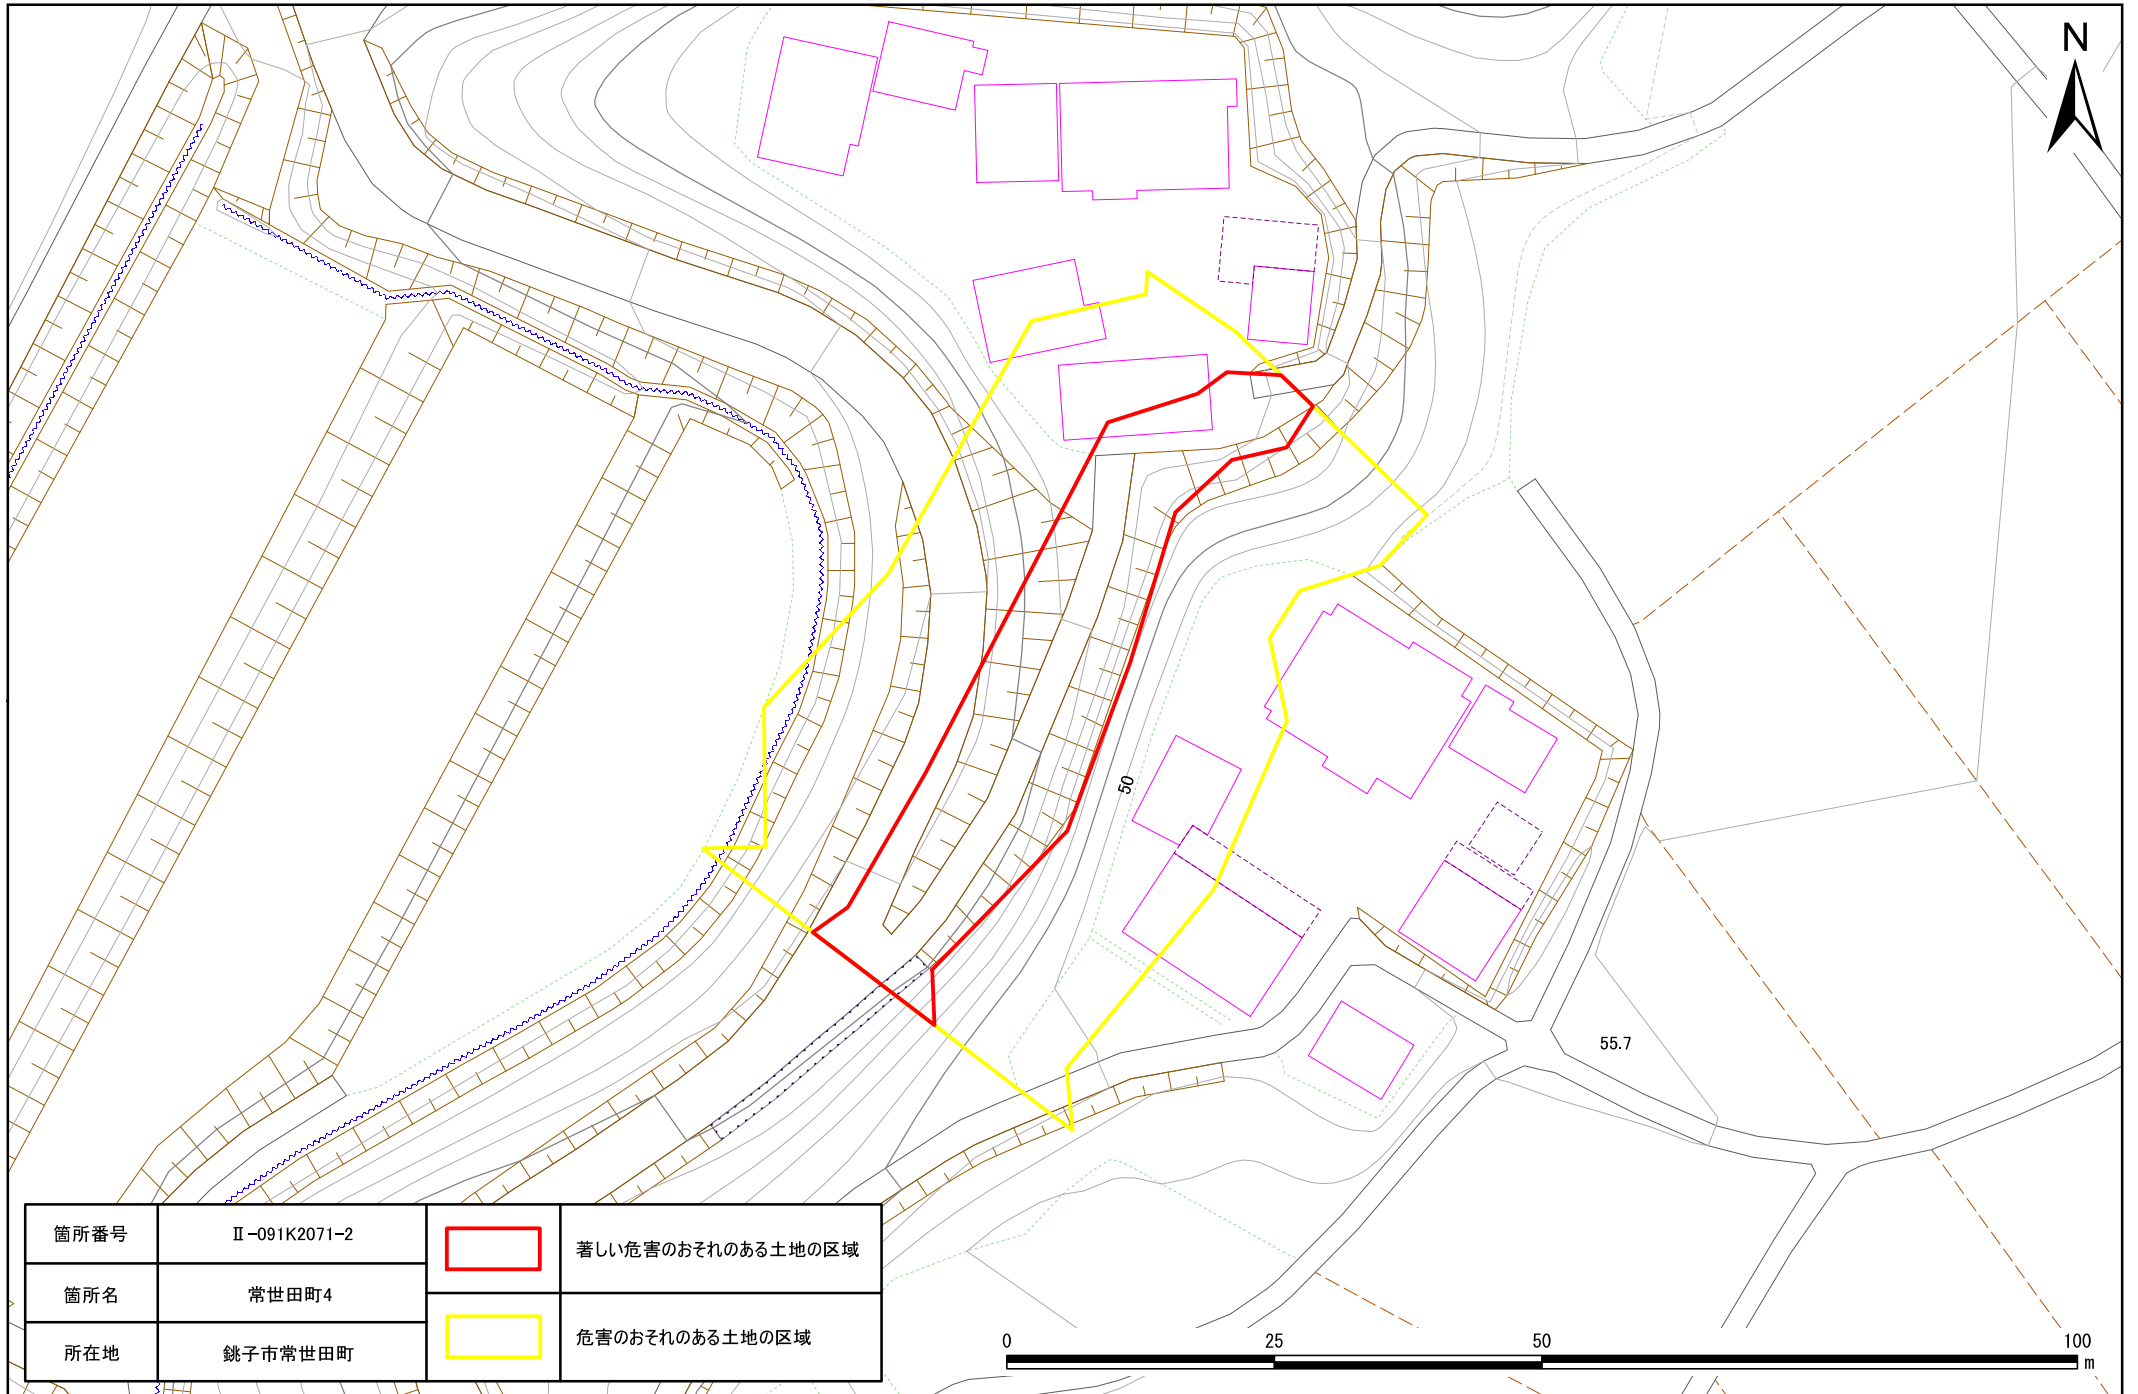 N
50
55.7
箇所番号 Ⅱ-091K2071-2
箇所名 常世田町4
所在地 銚子市常世田町
著しい危害のおそれのある土地の区域
危害のおそれのある土地の区域
0 25 50 100
m